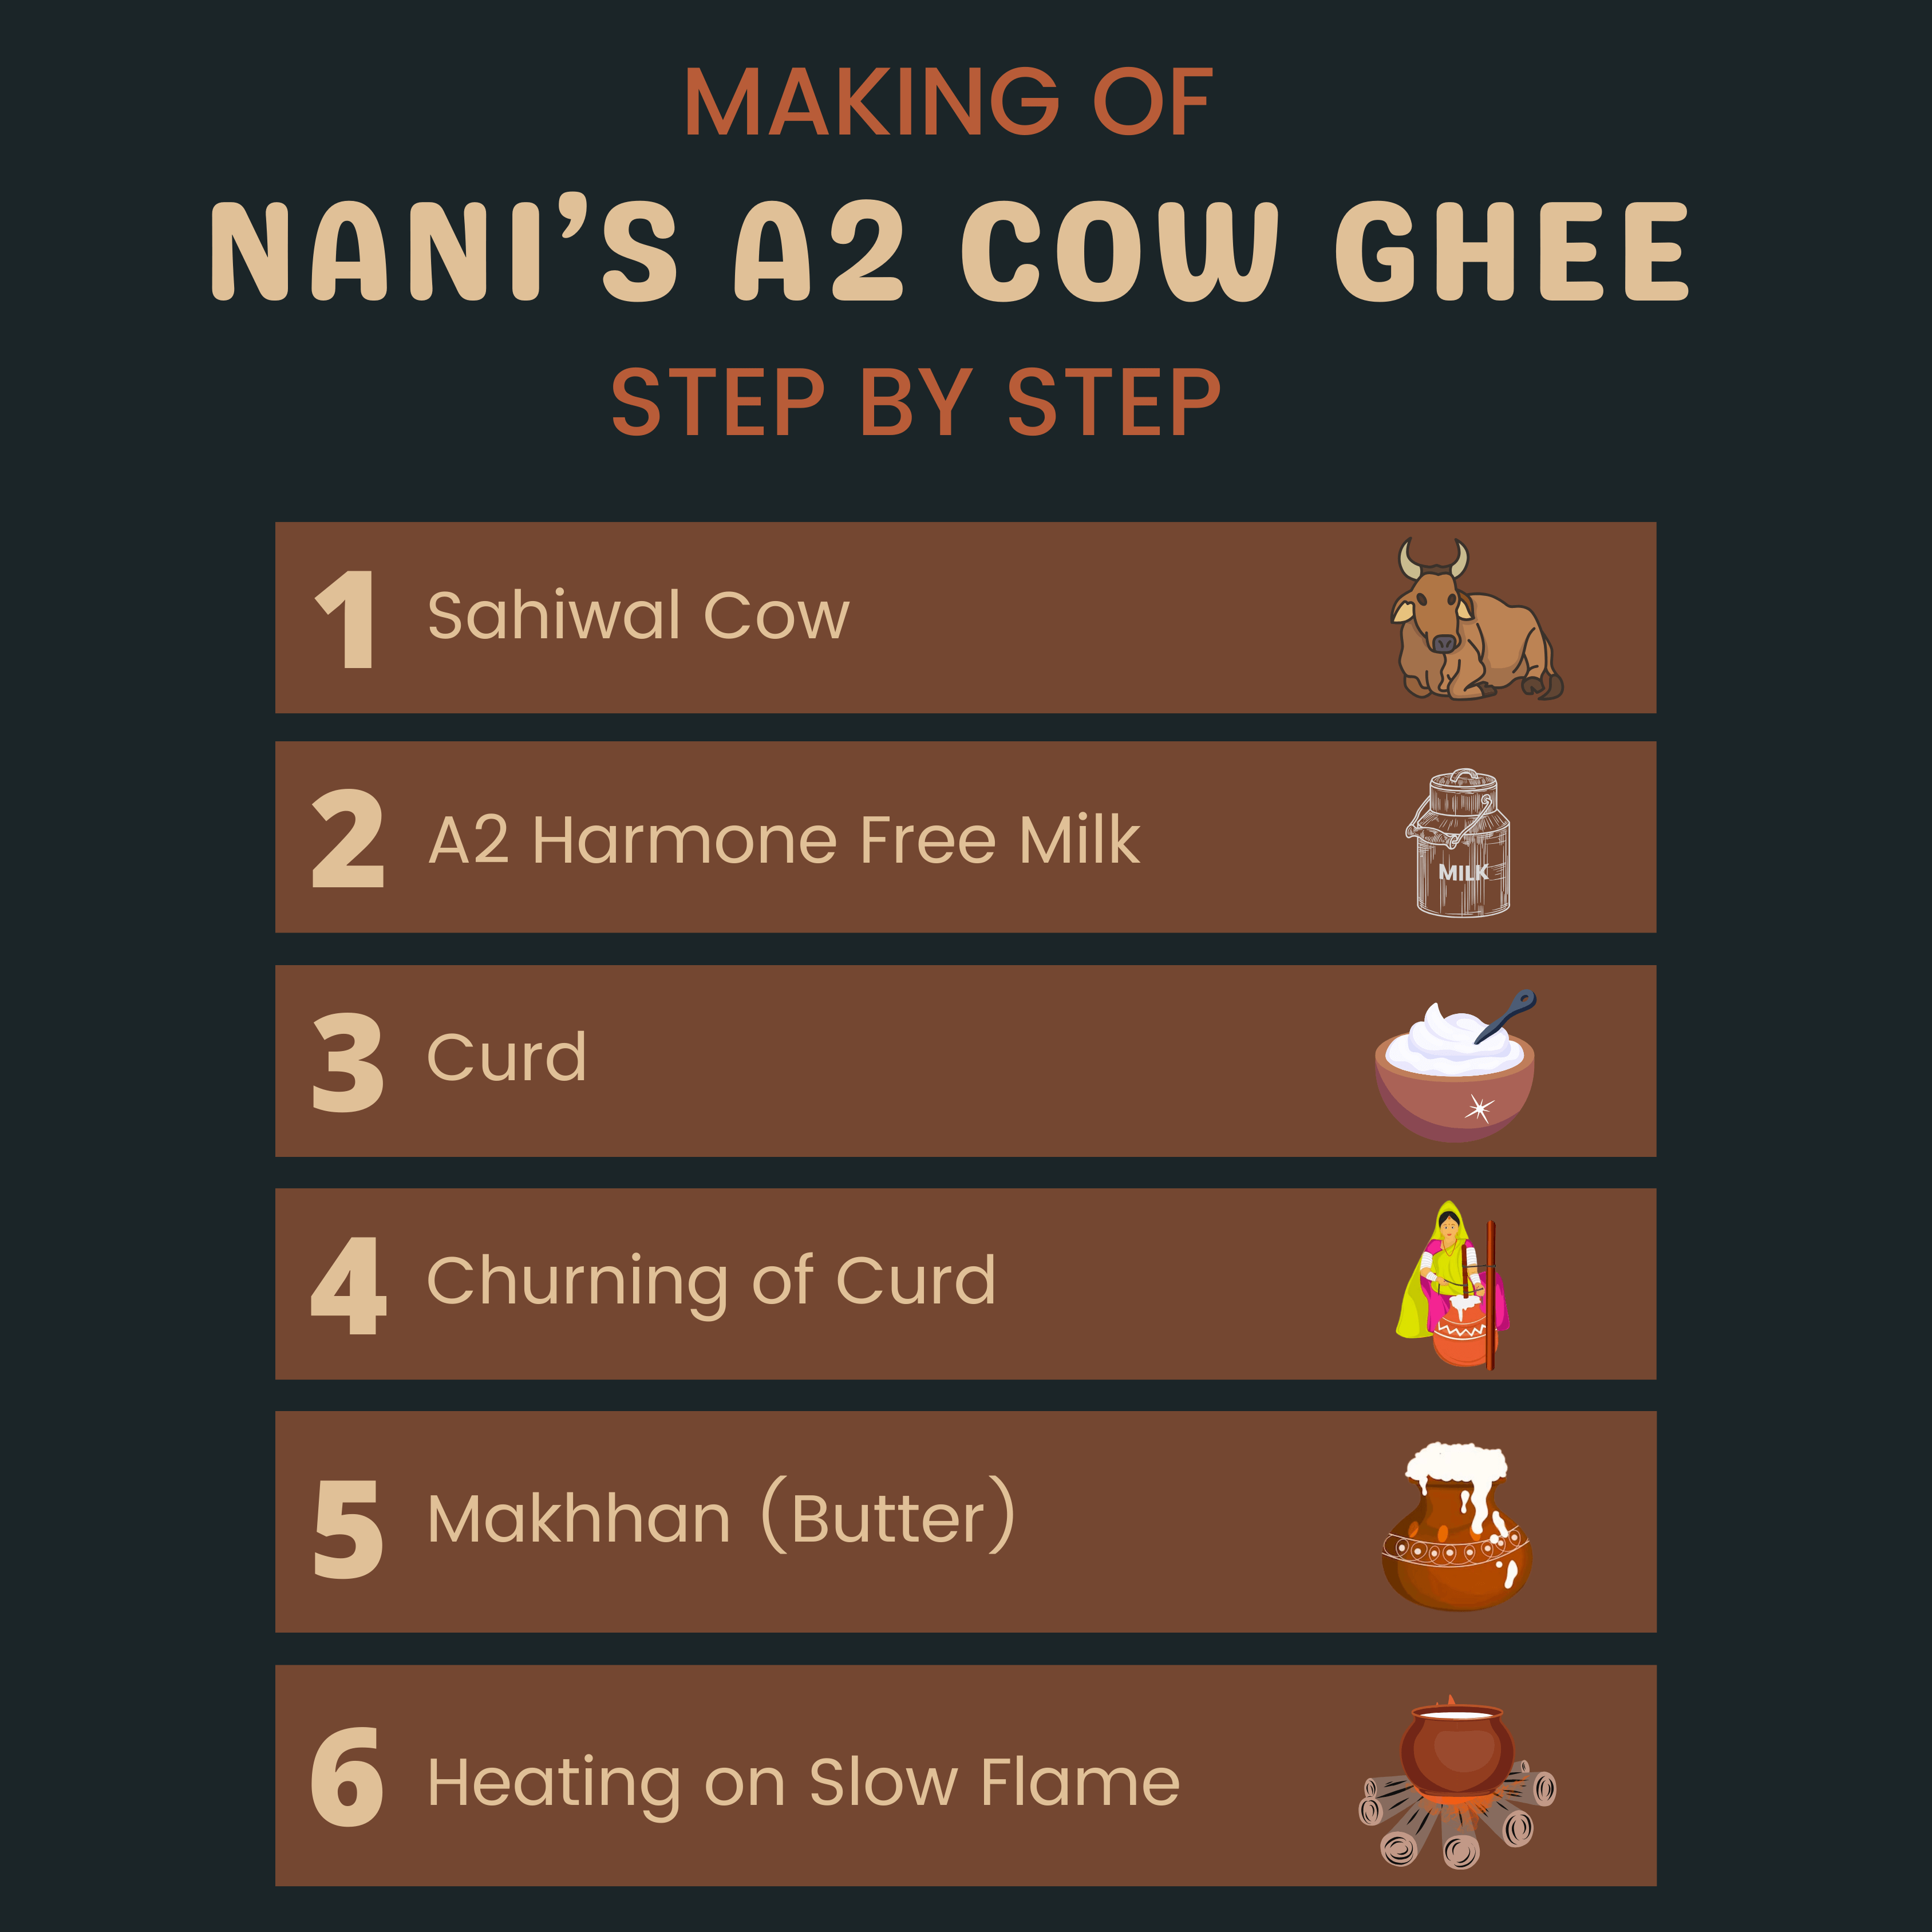 MAKING OF
NANI’S A2 COW GHEE
STEP BY STEP
1 Sahiwal Cow
2 A2 Harmone Free Milk
MILK
3 Curd
4 Churning of Curd
5 Makhhan (Butter)
6 Heating on Slow Flame